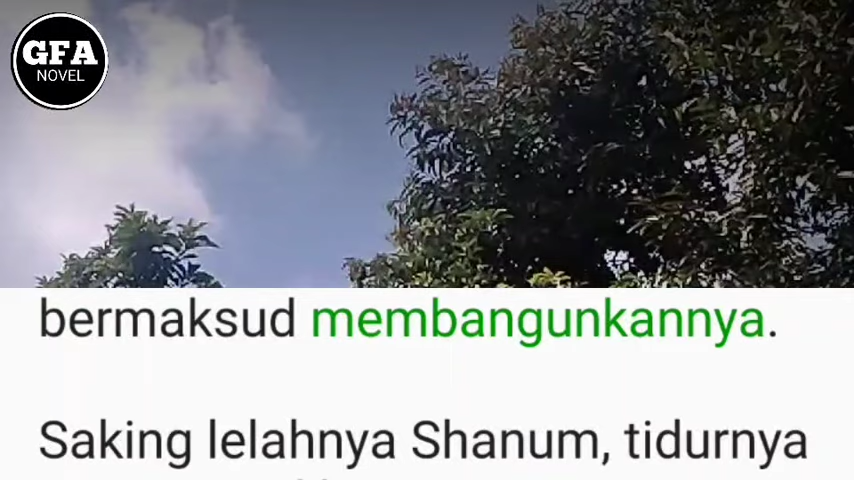 GFA
NOVEL
bermaksud membangunkannya.
Saking lelahnya Shanum, tidurnya